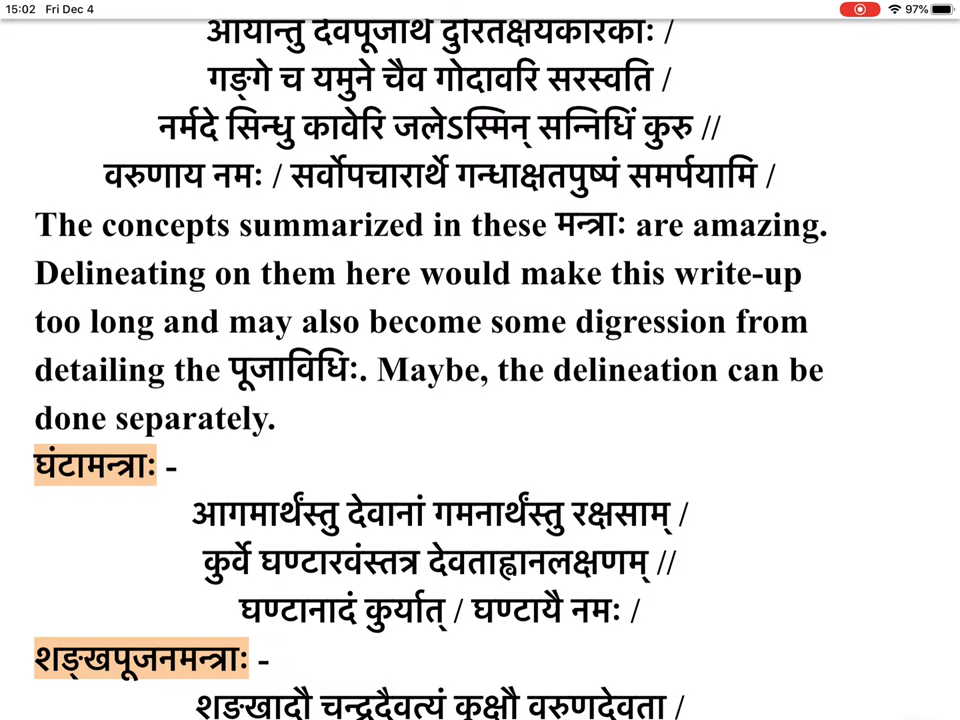 15:02 Fri Dec 4 97%
आयान्तु देवपूजार्थं दुरितक्षयकारकाः /
गङ्गे च यमुने चैव गोदावरि सरस्वति /
नर्मदे सिन्धु कावेरि जलेऽस्मिन् सन्निधिं कुरु //
वरुणाय नमः / सर्वोपचारार्थे गन्धाक्षतपुष्पं समर्पयामि /
The concepts summarized in these मन्त्राः are amazing.
Delineating on them here would make this write-up
too long and may also become some digression from
detailing the पूजाविधिः. Maybe, the delineation can be
done separately.
घंटामन्त्राः -
आगमार्थंस्तु देवानां गमनार्थंस्तु रक्षसाम् /
कुर्वे घण्टारवंस्तत्र देवताह्वानलक्षणम् //
घण्टानादं कुर्यात् / घण्टायै नमः /
शङ्खपूजनमन्त्राः -
शङ्खादौ चन्द्रदैवत्यं कुक्षौ वरुणदेवता /